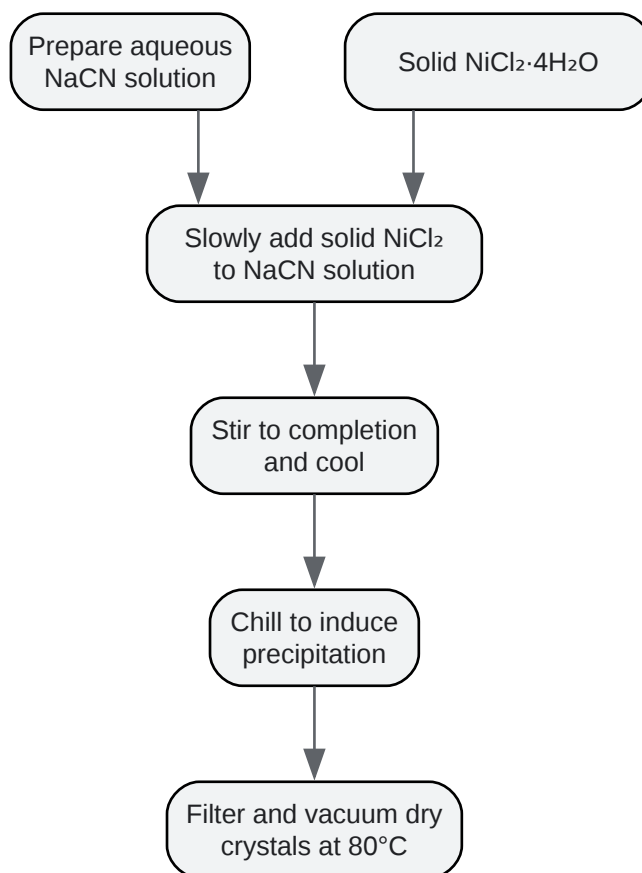 Prepare aqueous
NaCN solution
Solid NiCl₂·4H₂O
Slowly add solid NiCl₂
to NaCN solution
Stir to completion
and cool
Chill to induce
precipitation
Filter and vacuum dry
crystals at 80°C